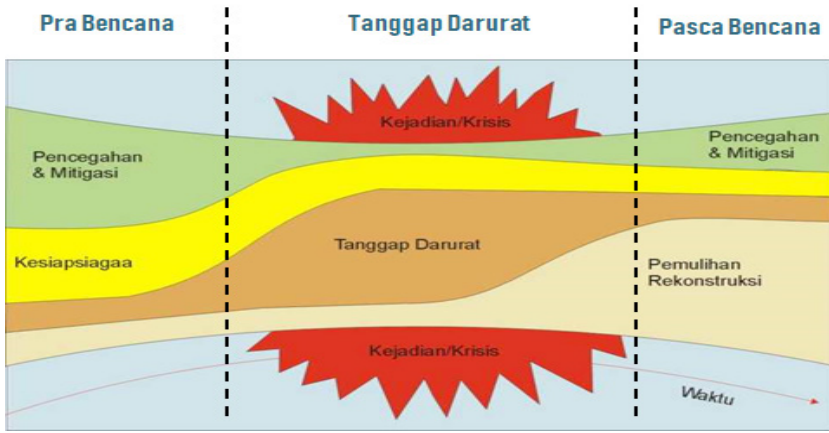 Pra Bencana
Tanggap Darurat
Pasca Bencana
Kejadian/Krisis
Pencegahan
& Mitigasi
Pencegahan
& Mitigasi
Kesiapsiagaa
Tanggap Darurat
Pemulihan
Rekonstruksi
Kejadian/Krisis
Waktu